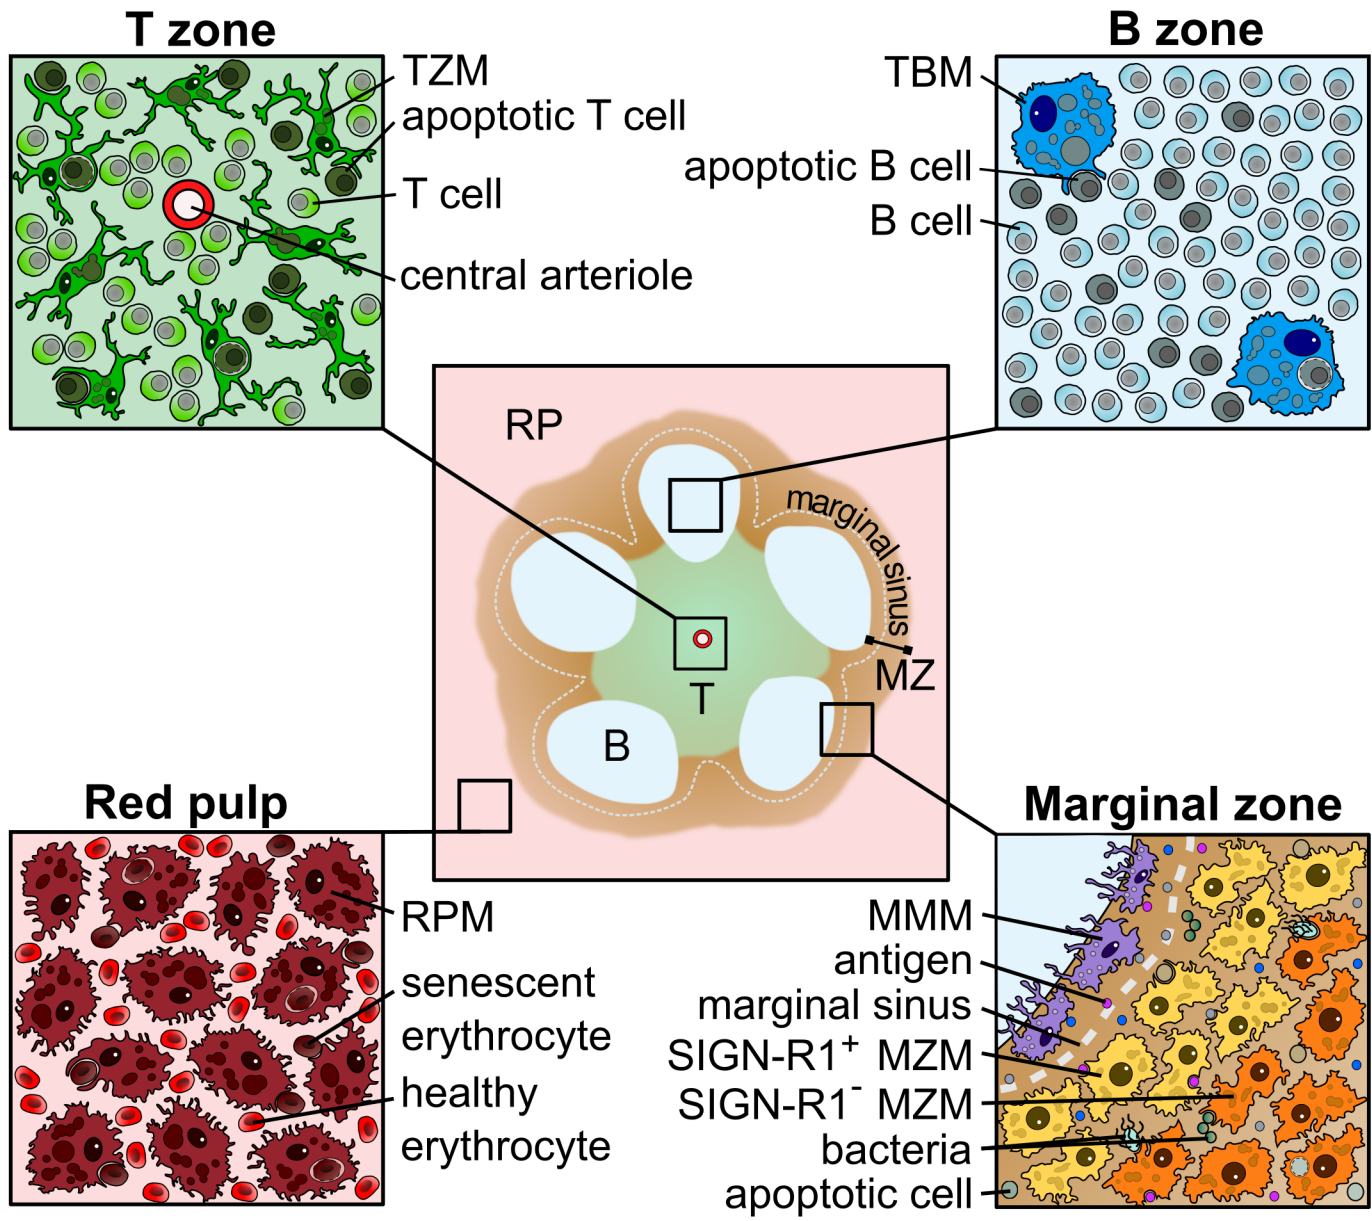 T zone
TZM
apoptotic T cell
T cell
central arteriole
B zone
TBM
apoptotic B cell
B cell
RP
marginal sinus
MZ
T
B
Red pulp
RPM
senescent
erythrocyte
healthy
erythrocyte
Marginal zone
MMM
antigen
marginal sinus
SIGN-R1⁺ MZM
SIGN-R1⁻ MZM
bacteria
apoptotic cell